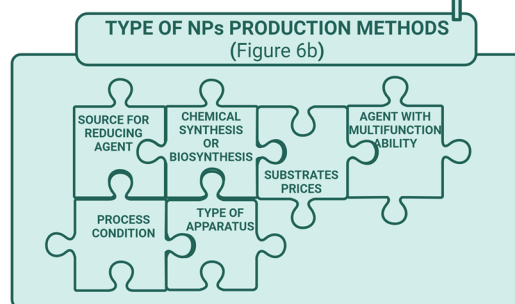 TYPE OF NPs PRODUCTION METHODS
(Figure 6b)
SOURCE FOR
REDUCING
AGENT
CHEMICAL
SYNTHESIS
OR
BIOSYNTHESIS
SUBSTRATES
PRICES
AGENT WITH
MULTIFUNCTION
ABILITY
PROCESS
CONDITION
TYPE OF
APPARATUS